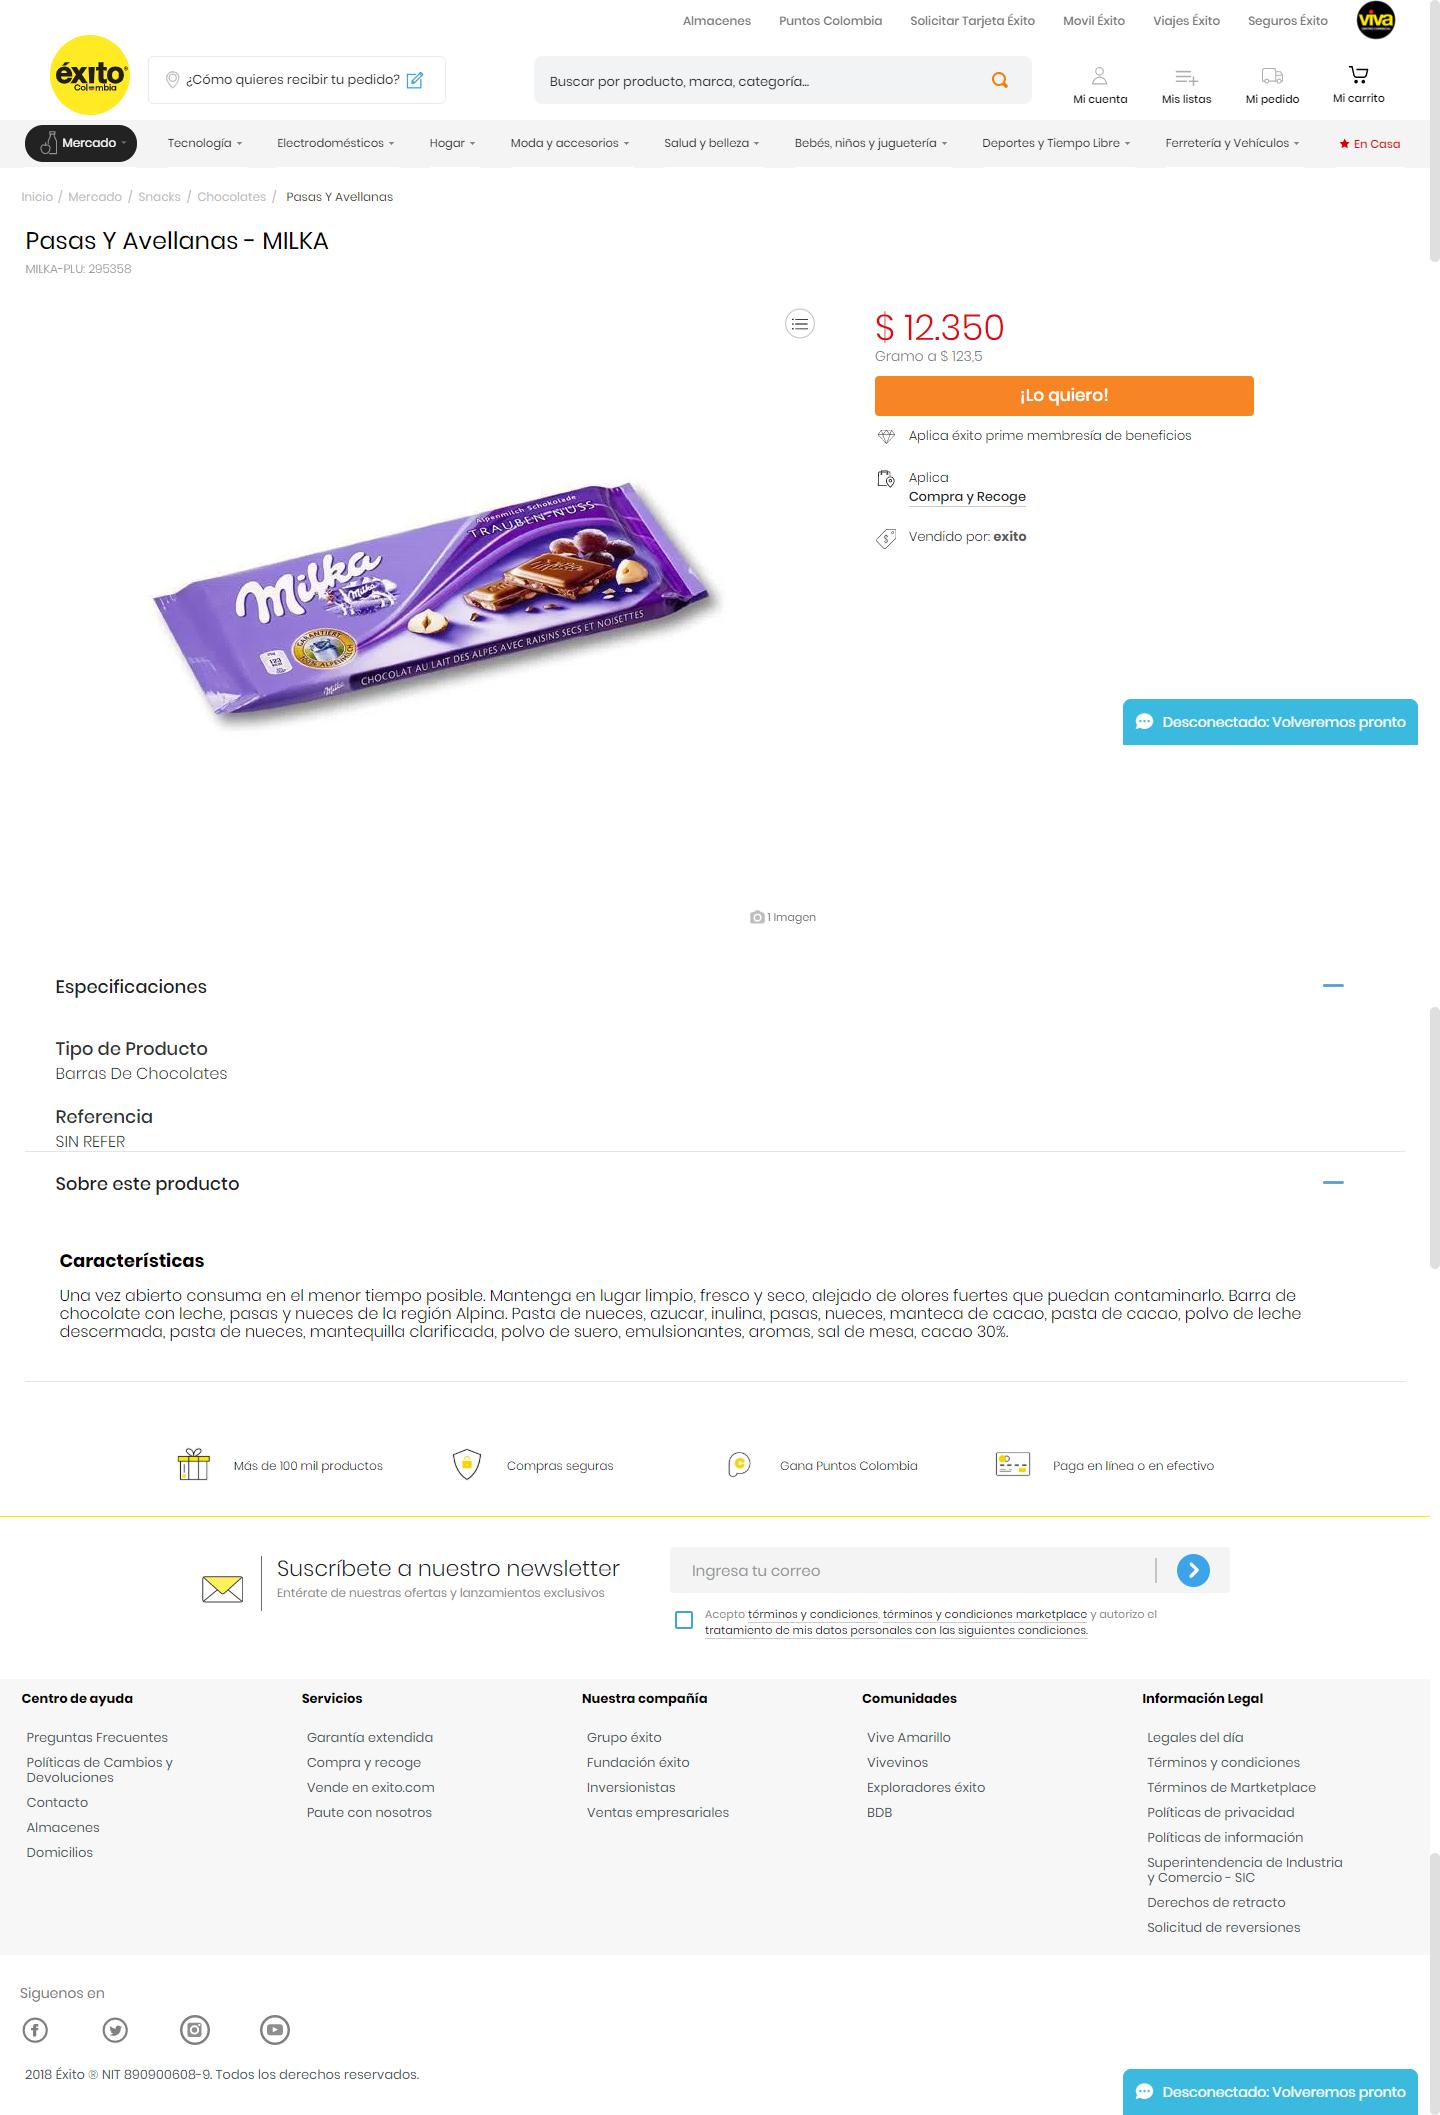 Almacenes Puntos Colombia Solicitar Tarjeta Éxito Movil Éxito Viajes Éxito Seguros Éxito viva
éxito
Colombia
¿Cómo quieres recibir tu pedido?
Buscar por producto, marca, categoría...
Mi cuenta Mis listas Mi pedido Mi carrito
Mercado Tecnología Electrodomésticos Hogar Moda y accesorios Salud y belleza Bebés, niños y juguetería Deportes y Tiempo Libre Ferretería y Vehículos En Casa
Inicio / Mercado / Snacks / Chocolates / Pasas Y Avellanas
Pasas Y Avellanas - MILKA
MILKA-PLU: 295358
$ 12.350
Gramo a $ 123,5
¡Lo quiero!
Aplica éxito prime membresía de beneficios
Aplica
Compra y Recoge
Vendido por: exito
Alpenmilch Schokolade
TRAUBEN-NUSS
Milka
Milka
GARANTIERT
100% ALPENMILCH
123
Milka CHOCOLAT AU LAIT DES ALPES AVEC RAISINS SECS ET NOISETTES
Desconectado: Volveremos pronto
1 Imagen
Especificaciones
Tipo de Producto
Barras De Chocolates
Referencia
SIN REFER
Sobre este producto
Características
Una vez abierto consuma en el menor tiempo posible. Mantenga en lugar limpio, fresco y seco, alejado de olores fuertes que puedan contaminarlo. Barra de
chocolate con leche, pasas y nueces de la región Alpina. Pasta de nueces, azucar, inulina, pasas, nueces, manteca de cacao, pasta de cacao, polvo de leche
descermada, pasta de nueces, mantequilla clarificada, polvo de suero, emulsionantes, aromas, sal de mesa, cacao 30%.
Más de 100 mil productos Compras seguras Gana Puntos Colombia Paga en línea o en efectivo
Suscríbete a nuestro newsletter
Entérate de nuestras ofertas y lanzamientos exclusivos
Ingresa tu correo
Acepto términos y condiciones, términos y condiciones marketplace y autorizo el
tratamiento de mis datos personales con las siguientes condiciones.
Centro de ayuda
Preguntas Frecuentes
Políticas de Cambios y
Devoluciones
Contacto
Almacenes
Domicilios
Servicios
Garantía extendida
Compra y recoge
Vende en exito.com
Paute con nosotros
Nuestra compañía
Grupo éxito
Fundación éxito
Inversionistas
Ventas empresariales
Comunidades
Vive Amarillo
Vivevinos
Exploradores éxito
BDB
Información Legal
Legales del día
Términos y condiciones
Términos de Martketplace
Políticas de privacidad
Políticas de información
Superintendencia de Industria
y Comercio - SIC
Derechos de retracto
Solicitud de reversiones
Siguenos en
2018 Éxito ® NIT 890900608-9. Todos los derechos reservados.
Desconectado: Volveremos pronto